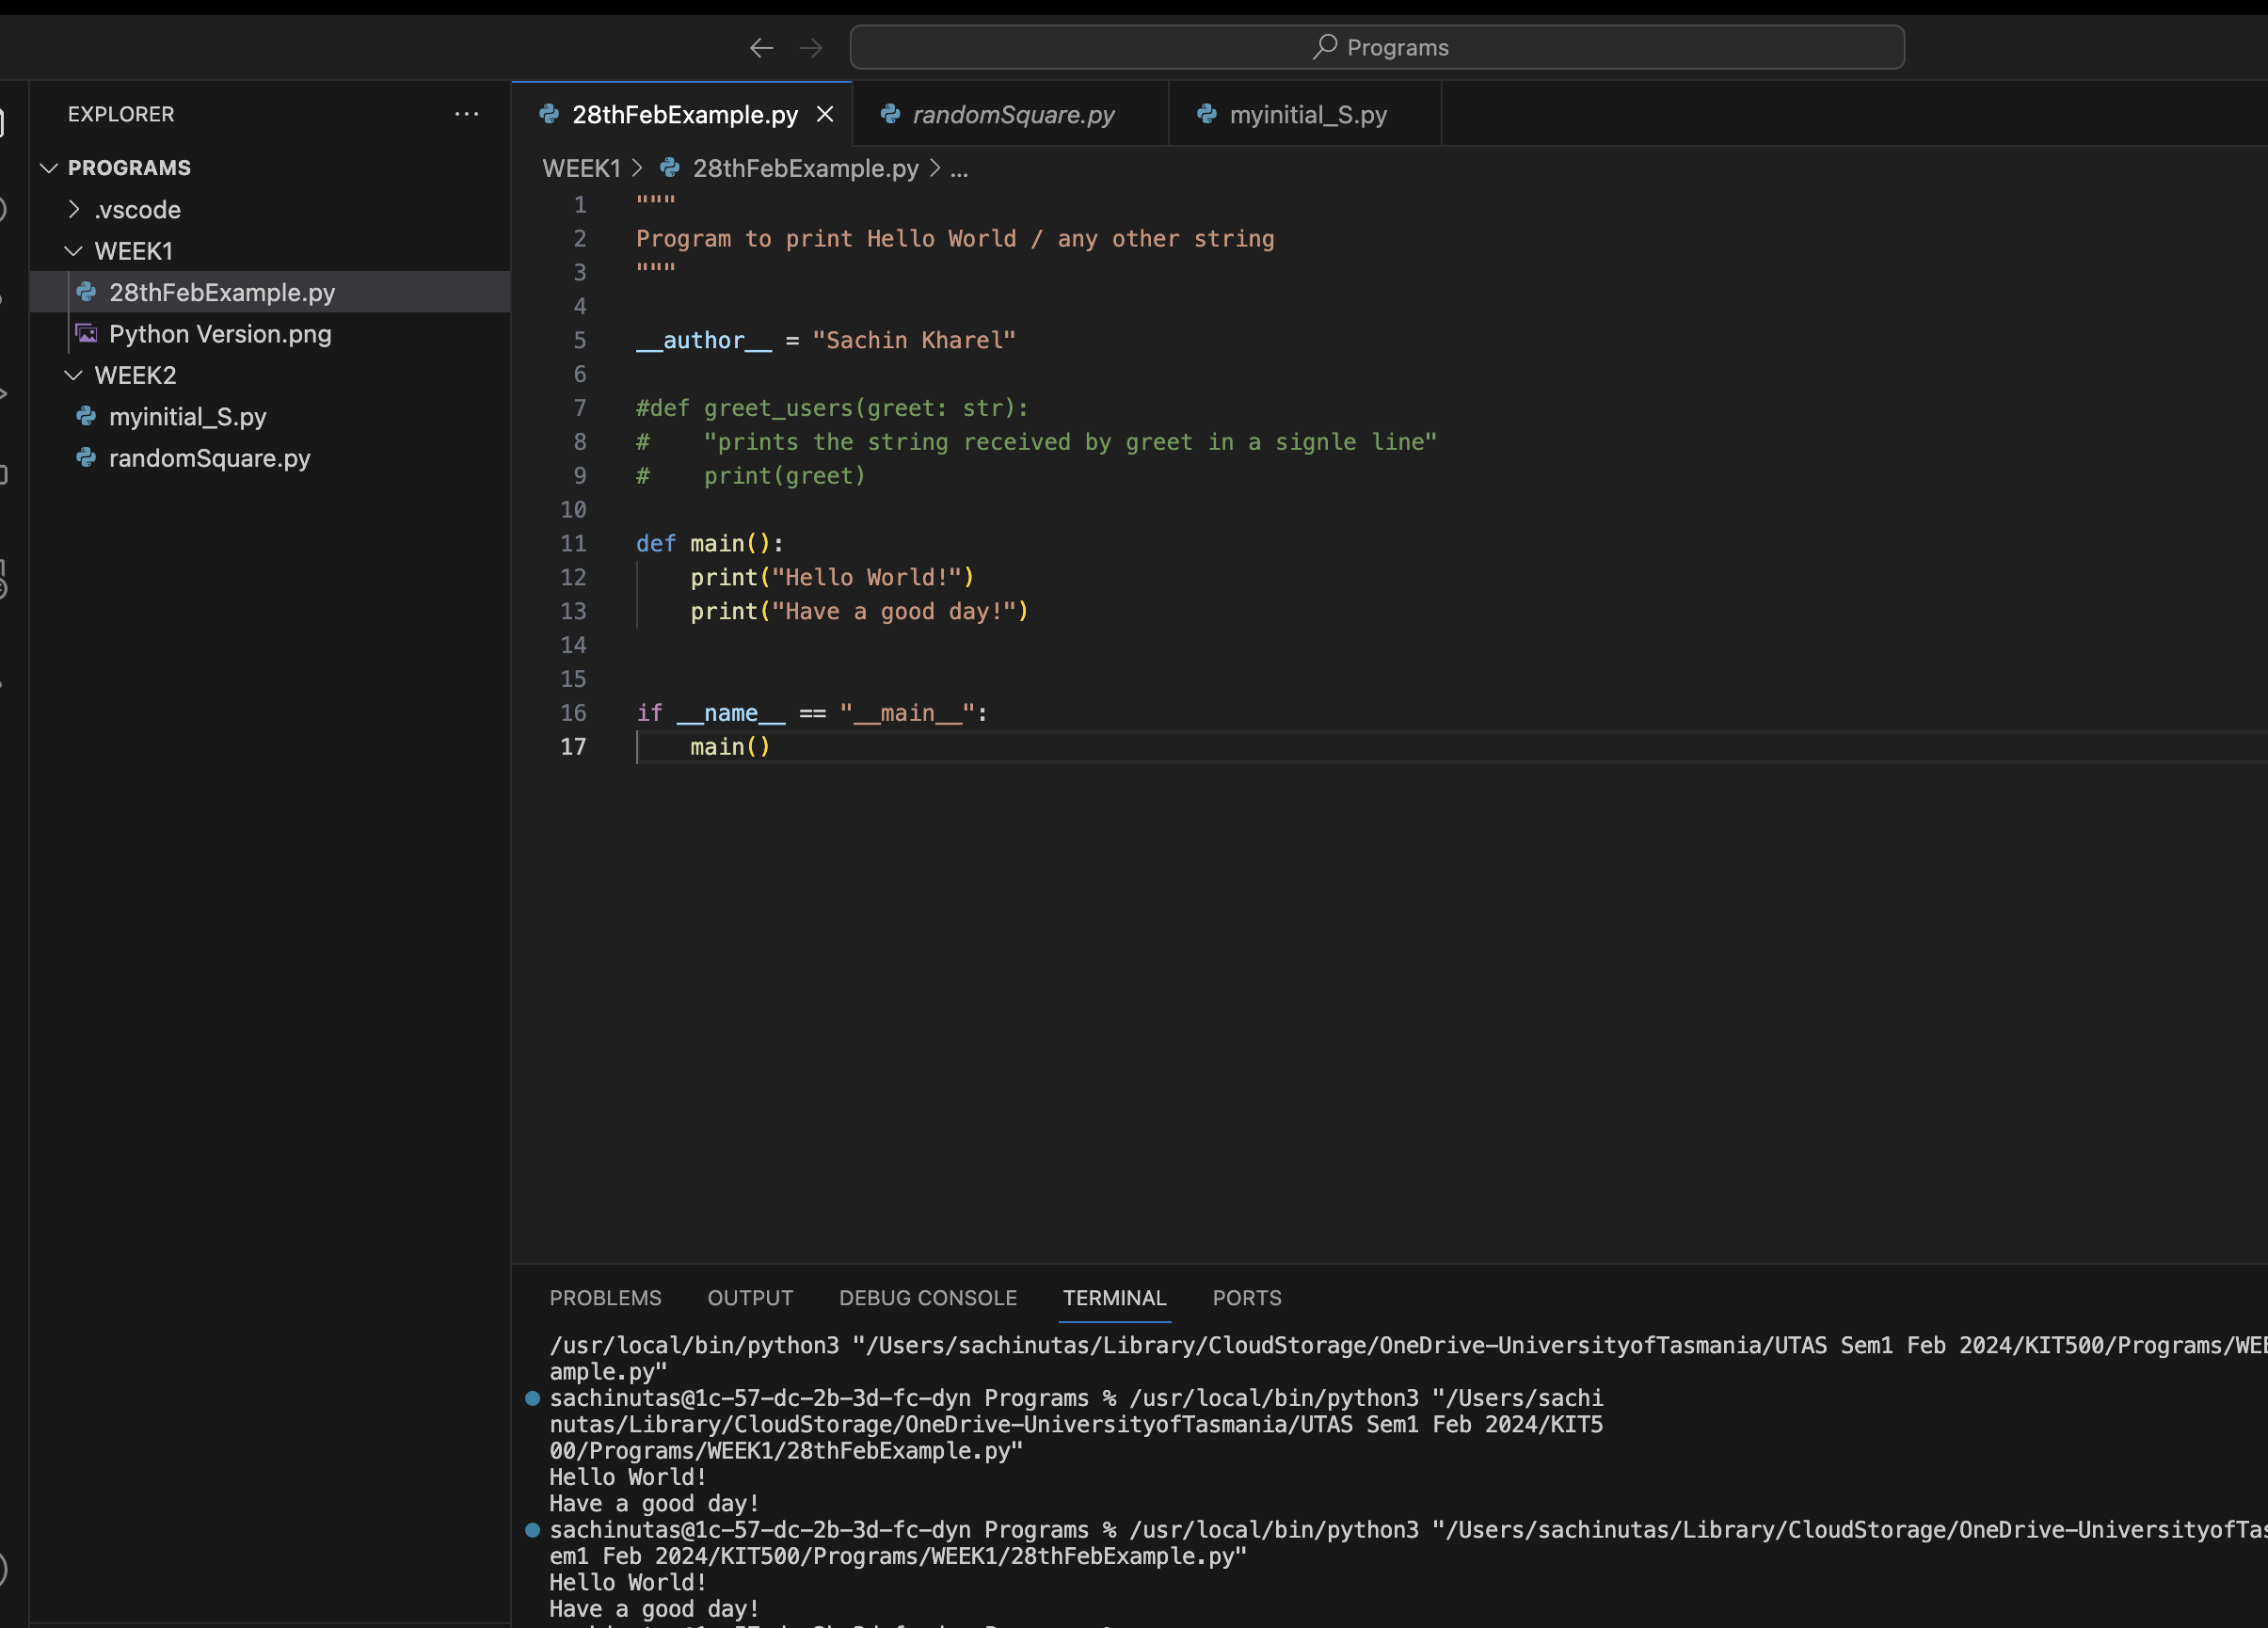 Programs
EXPLORER
PROGRAMS
.vscode
WEEK1
28thFebExample.py
Python Version.png
WEEK2
myinitial_S.py
randomSquare.py
28thFebExample.py
randomSquare.py
myinitial_S.py
WEEK1 > 28thFebExample.py > ...
1 """
2 Program to print Hello World / any other string
3 """
4
5 __author__ = "Sachin Kharel"
6
7 #def greet_users(greet: str):
8 #    "prints the string received by greet in a signle line"
9 #    print(greet)
10
11 def main():
12     print("Hello World!")
13     print("Have a good day!")
14
15
16 if __name__ == "__main__":
17     main()
PROBLEMS OUTPUT DEBUG CONSOLE TERMINAL PORTS
/usr/local/bin/python3 "/Users/sachinutas/Library/CloudStorage/OneDrive-UniversityofTasmania/UTAS Sem1 Feb 2024/KIT500/Programs/WEE
ample.py"
sachinutas@1c-57-dc-2b-3d-fc-dyn Programs % /usr/local/bin/python3 "/Users/sachi
nutas/Library/CloudStorage/OneDrive-UniversityofTasmania/UTAS Sem1 Feb 2024/KIT5
00/Programs/WEEK1/28thFebExample.py"
Hello World!
Have a good day!
sachinutas@1c-57-dc-2b-3d-fc-dyn Programs % /usr/local/bin/python3 "/Users/sachinutas/Library/CloudStorage/OneDrive-UniversityofTas
em1 Feb 2024/KIT500/Programs/WEEK1/28thFebExample.py"
Hello World!
Have a good day!